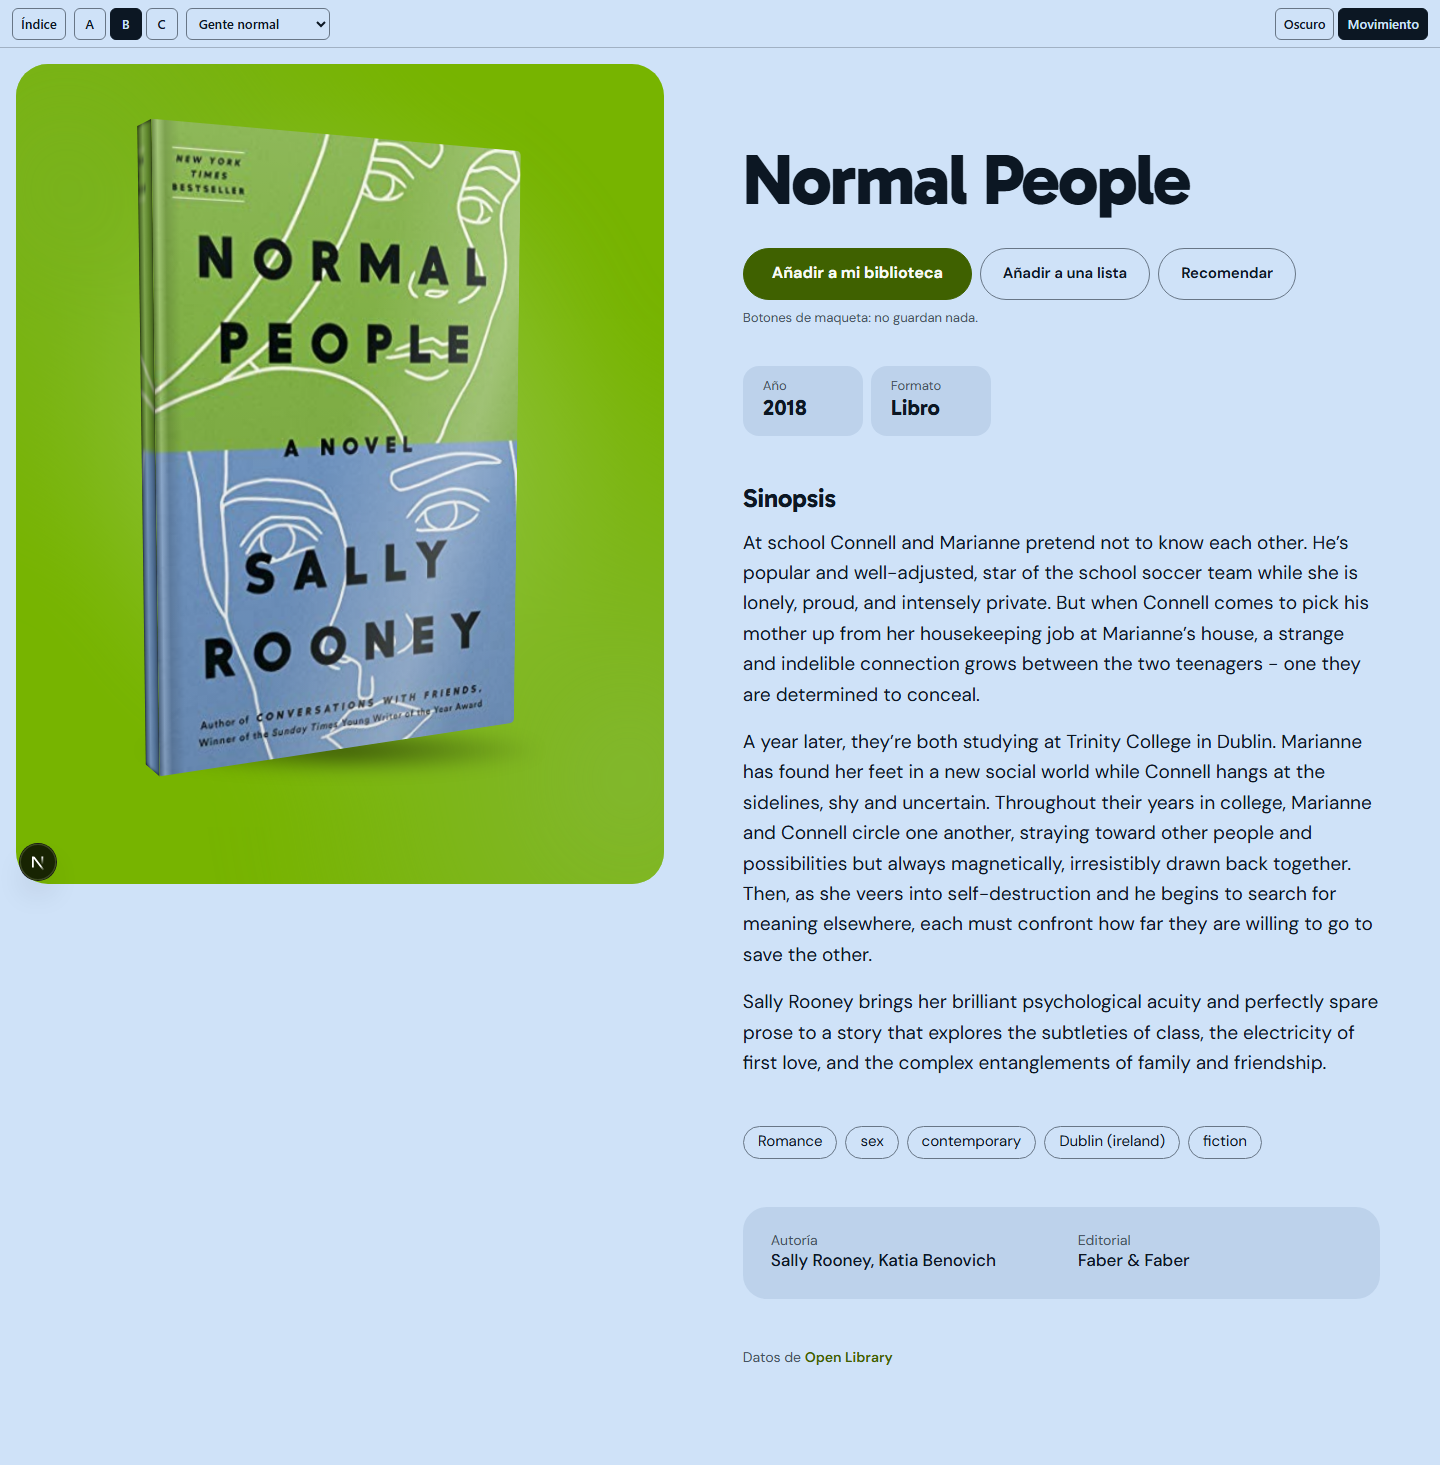 Índice
A
B
C
Gente normal
Oscuro
Movimiento
NEW YORK
TIMES
BESTSELLER
NORMAL
PEOPLE
A NOVEL
SALLY
ROONEY
Author of CONVERSATIONS WITH FRIENDS,
Winner of the Sunday Times Young Writer of the Year Award
N
Normal People
Añadir a mi biblioteca
Añadir a una lista
Recomendar
Botones de maqueta: no guardan nada.
Año
2018
Formato
Libro
Sinopsis
At school Connell and Marianne pretend not to know each other. He’s
popular and well-adjusted, star of the school soccer team while she is
lonely, proud, and intensely private. But when Connell comes to pick his
mother up from her housekeeping job at Marianne’s house, a strange
and indelible connection grows between the two teenagers - one they
are determined to conceal.
A year later, they’re both studying at Trinity College in Dublin. Marianne
has found her feet in a new social world while Connell hangs at the
sidelines, shy and uncertain. Throughout their years in college, Marianne
and Connell circle one another, straying toward other people and
possibilities but always magnetically, irresistibly drawn back together.
Then, as she veers into self-destruction and he begins to search for
meaning elsewhere, each must confront how far they are willing to go to
save the other.
Sally Rooney brings her brilliant psychological acuity and perfectly spare
prose to a story that explores the subtleties of class, the electricity of
first love, and the complex entanglements of family and friendship.
Romance
sex
contemporary
Dublin (ireland)
fiction
Autoría
Sally Rooney, Katia Benovich
Editorial
Faber & Faber
Datos de Open Library